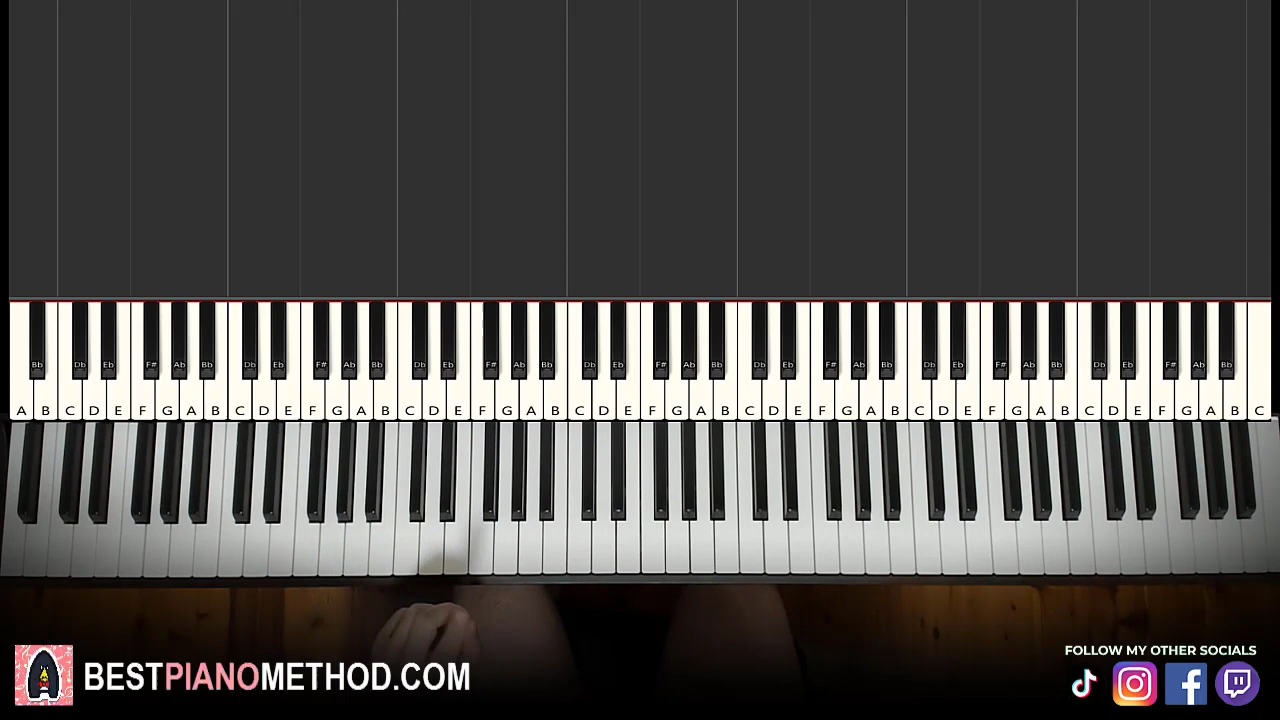 Bb Db Eb F# Ab Bb Db Eb F# Ab Bb Db Eb F# Ab Bb Db Eb F# Ab Bb Db Eb F# Ab Bb Db Eb F# Ab Bb Db Eb F# Ab Bb
A B C D E F G A B C D E F G A B C D E F G A B C D E F G A B C D E F G A B C D E F G A B C D E F G A B C
FOLLOW MY OTHER SOCIALS
BESTPIANOMETHOD.COM